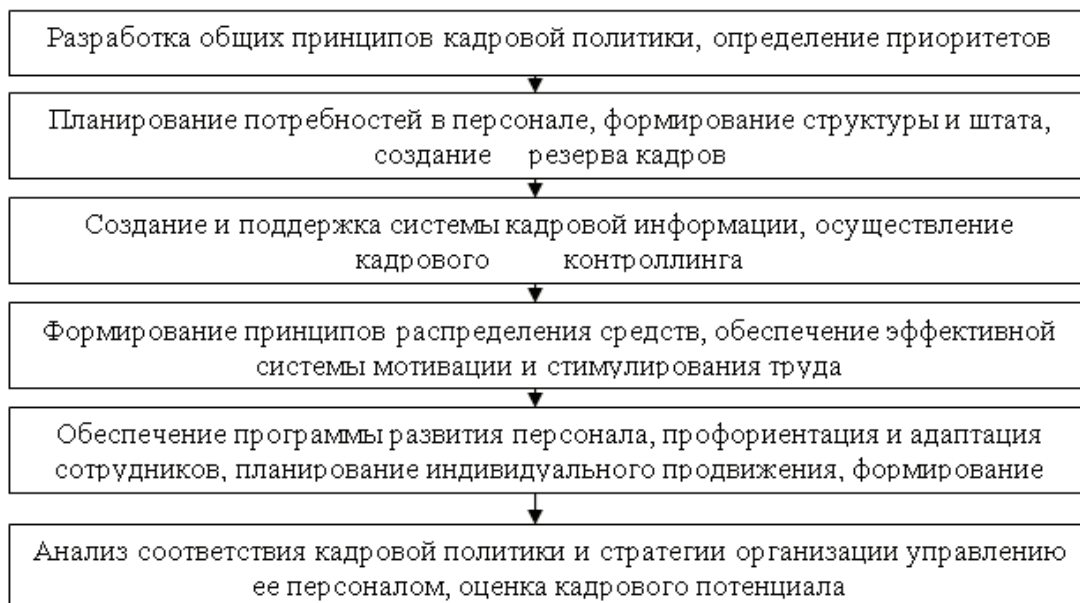 Разработка общих принципов кадровой политики, определение приоритетов
Планирование потребностей в персонале, формирование структуры и штата,
создание резерва кадров
Создание и поддержка системы кадровой информации, осуществление
кадрового контроллинга
Формирование принципов распределения средств, обеспечение эффективной
системы мотивации и стимулирования труда
Обеспечение программы развития персонала, профориентация и адаптация
сотрудников, планирование индивидуального продвижения, формирование
Анализ соответствия кадровой политики и стратегии организации управлению
ее персоналом, оценка кадрового потенциала